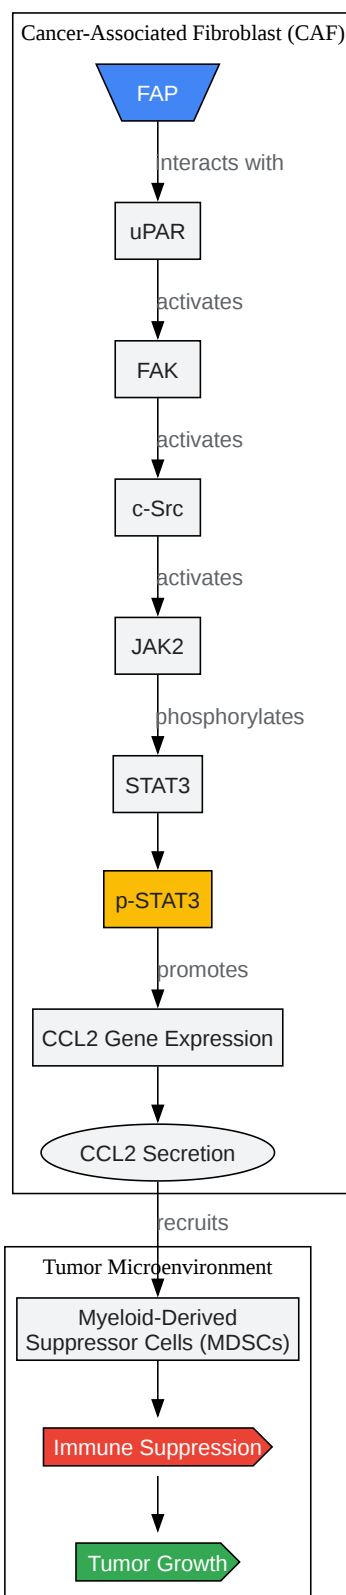 Cancer-Associated Fibroblast (CAF)
FAP
interacts with
uPAR
activates
FAK
activates
c-Src
activates
JAK2
phosphorylates
STAT3
p-STAT3
promotes
CCL2 Gene Expression
CCL2 Secretion
recruits
Tumor Microenvironment
Myeloid-Derived
Suppressor Cells (MDSCs)
Immune Suppression
Tumor Growth